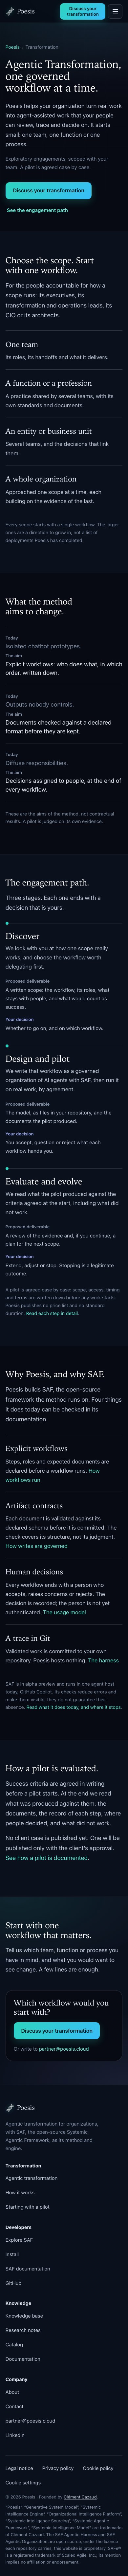 Poesis
Discuss your
transformation
Poesis / Transformation
Agentic Transformation,
one governed
workflow at a time.
Poesis helps your organization put to work
with agent-assisted work that you can
review, trace and decide on. It starts
small: one team, one function or one
process.
Exploratory engagements, scoped with your
team. A pilot is agreed case by case.
Discuss your transformation
See the engagement path
Choose the scope. Start
with one workflow.
For the people accountable for how a
scope runs: its executives, its
transformation and operations leads, its
CIO or its architects.
One team
Its roles, its handoffs and what it delivers.
A function or a profession
A practice shared by several teams, with its
own standards and documents.
An entity or business unit
Several teams, and the decisions that link
them.
A whole organization
Approached one scope at a time, each
building on the evidence of the last.
Every scope starts with a single workflow. The larger
ones are a direction to grow in, not a list of
deployments Poesis has completed.
What the method
aims to change.
Today
Isolated chatbot prototypes.
The aim
Explicit workflows: who does what, in which
order, written down.
Today
Outputs nobody controls.
The aim
Documents checked against a declared
format before they are kept.
Today
Diffuse responsibilities.
The aim
Decisions assigned to people, at the end of
every workflow.
These are the aims of the method, not contractual
results. A pilot is judged on its own evidence.
The engagement path.
Three stages. Each one ends with a
decision that is yours.
Discover
We look with you at how one scope really
works, and choose the workflow worth
delegating first.
Proposed deliverable
A written scope: the workflow, its roles, what
stays with people, and what would count as
success.
Your decision
Whether to go on, and on which workflow.
Design and pilot
We write that workflow as a governed
organization of AI agents with SAF, then run it
on real work, by agreement.
Proposed deliverable
The model, as files in your repository, and the
documents the pilot produced.
Your decision
You accept, question or reject what each
workflow hands you.
Evaluate and evolve
We read what the pilot produced against the
criteria agreed at the start, including what did
not work.
Proposed deliverable
A review of the evidence and, if you continue, a
plan for the next scope.
Your decision
Extend, adjust or stop. Stopping is a legitimate
outcome.
A pilot is agreed case by case: scope, access, timing
and terms are written down before any work starts.
Poesis publishes no price list and no standard
duration. Read each step in detail.
Why Poesis, and why SAF.
Poesis builds SAF, the open-source
framework the method runs on. Four things
it does today can be checked in its
documentation.
Explicit workflows
Steps, roles and expected documents are
declared before a workflow runs. How
workflows run
Artifact contracts
Each document is validated against its
declared schema before it is committed. The
check covers its structure, not its judgment.
How writes are governed
Human decisions
Every workflow ends with a person who
accepts, raises concerns or rejects. The
decision is recorded; the person is not yet
authenticated. The usage model
A trace in Git
Validated work is committed to your own
repository. Poesis hosts nothing. The harness
SAF is in alpha preview and runs in one agent host
today, GitHub Copilot. Its checks reduce errors and
make them visible; they do not guarantee their
absence. Read what it does today, and where it stops.
How a pilot is evaluated.
Success criteria are agreed in writing
before a pilot starts. At the end, we read
what was produced against them: the
documents, the record of each step, where
people decided, and what did not work.
No client case is published yet. One will be
published only with the client's approval.
See how a pilot is documented.
Start with one
workflow that matters.
Tell us which team, function or process you
have in mind, and what you would want to
see change. A few lines are enough.
Which workflow would you
start with?
Discuss your transformation
Or write to partner@poesis.cloud
Poesis
Agentic transformation for organizations,
with SAF, the open-source Systemic
Agentic Framework, as its method and
engine.
Transformation
Agentic transformation
How it works
Starting with a pilot
Developers
Explore SAF
Install
SAF documentation
GitHub
Knowledge
Knowledge base
Research notes
Catalog
Documentation
Company
About
Contact
partner@poesis.cloud
LinkedIn
Legal notice Privacy policy Cookie policy
Cookie settings
© 2026 Poesis · Founded by Clément Cazaud